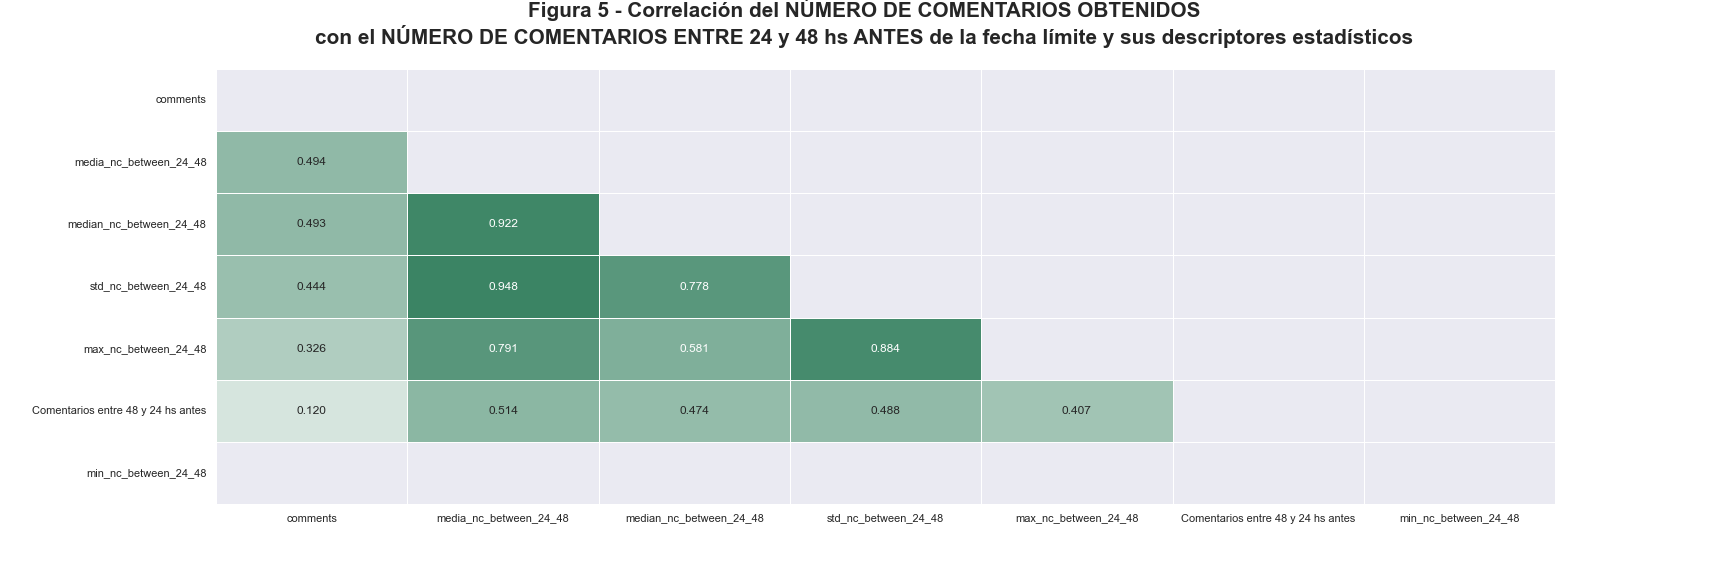 Figura 5 - Correlación del NÚMERO DE COMENTARIOS OBTENIDOS
con el NÚMERO DE COMENTARIOS ENTRE 24 y 48 hs ANTES de la fecha límite y sus descriptores estadísticos
comments
media_nc_between_24_48 0.494
median_nc_between_24_48 0.493 0.922
std_nc_between_24_48 0.444 0.948 0.778
max_nc_between_24_48 0.326 0.791 0.581 0.884
Comentarios entre 48 y 24 hs antes 0.120 0.514 0.474 0.488 0.407
min_nc_between_24_48
comments media_nc_between_24_48 median_nc_between_24_48 std_nc_between_24_48 max_nc_between_24_48 Comentarios entre 48 y 24 hs antes min_nc_between_24_48